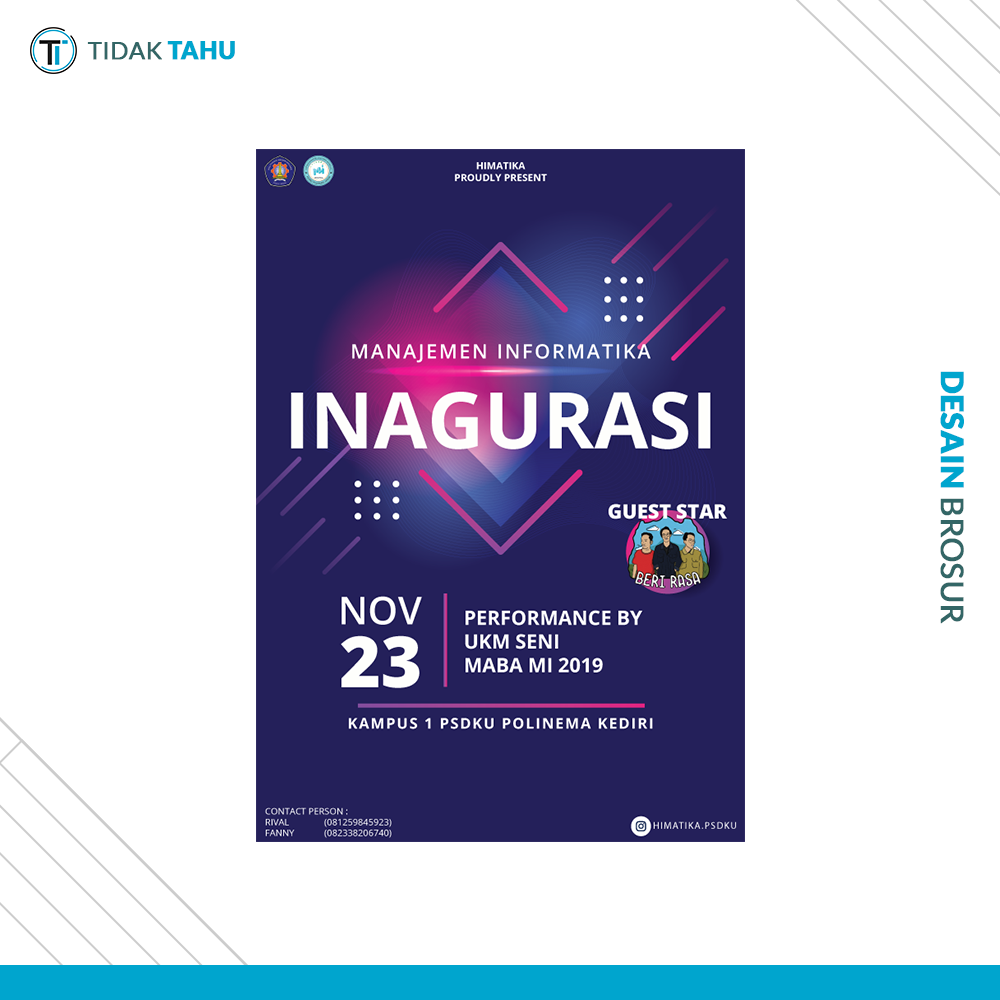 TIDAK TAHU
HIMATIKA
PROUDLY PRESENT
MANAJEMEN INFORMATIKA
INAGURASI
GUEST STAR
BERI RASA
NOV
23
PERFORMANCE BY
UKM SENI
MABA MI 2019
KAMPUS 1 PSDKU POLINEMA KEDIRI
CONTACT PERSON :
RIVAL (081259845923)
FANNY (082338206740)
HIMATIKA.PSDKU
DESAIN BROSUR